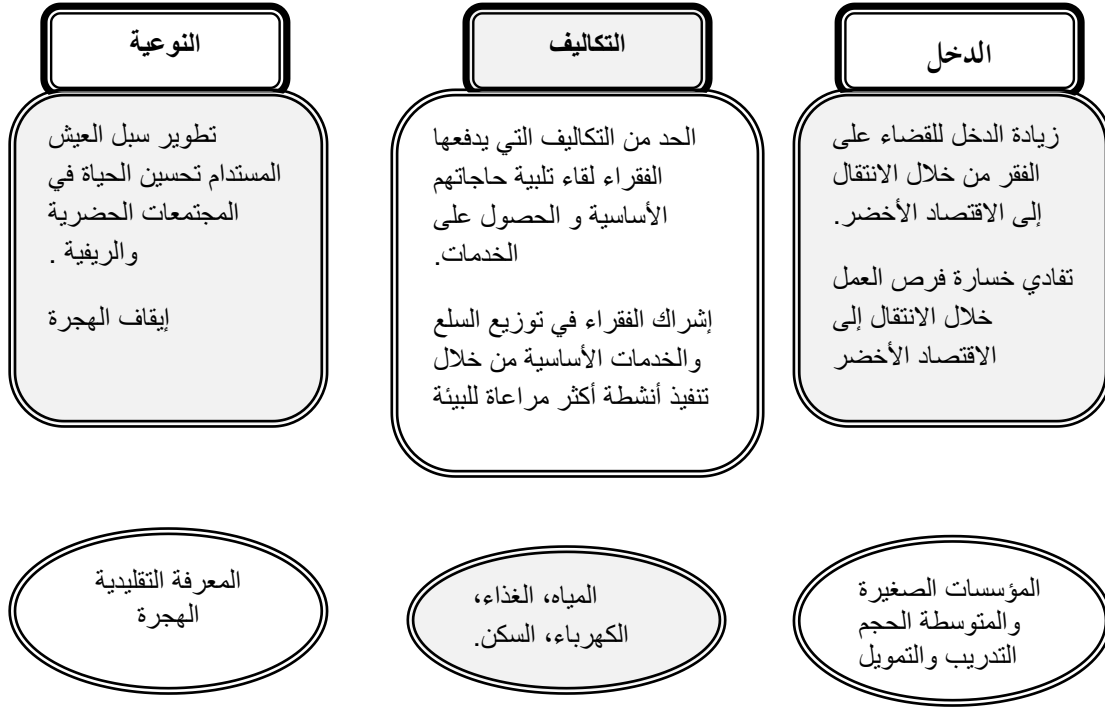 الدخل
زيادة الدخل للقضاء على
الفقر من خلال الانتقال
إلى الاقتصاد الأخضر.
تفادي خسارة فرص العمل
خلال الانتقال إلى
الاقتصاد الأخضر
المؤسسات الصغيرة
والمتوسطة الحجم
التدريب والتمويل
التكاليف
الحد من التكاليف التي يدفعها
الفقراء لقاء تلبية حاجاتهم
الأساسية و الحصول على
الخدمات.
إشراك الفقراء في توزيع السلع
والخدمات الأساسية من خلال
تنفيذ أنشطة أكثر مراعاة للبيئة
المياه، الغذاء،
الكهرباء، السكن.
النوعية
تطوير سبل العيش
المستدام تحسين الحياة في
المجتمعات الحضرية
والريفية .
إيقاف الهجرة
المعرفة التقليدية
الهجرة